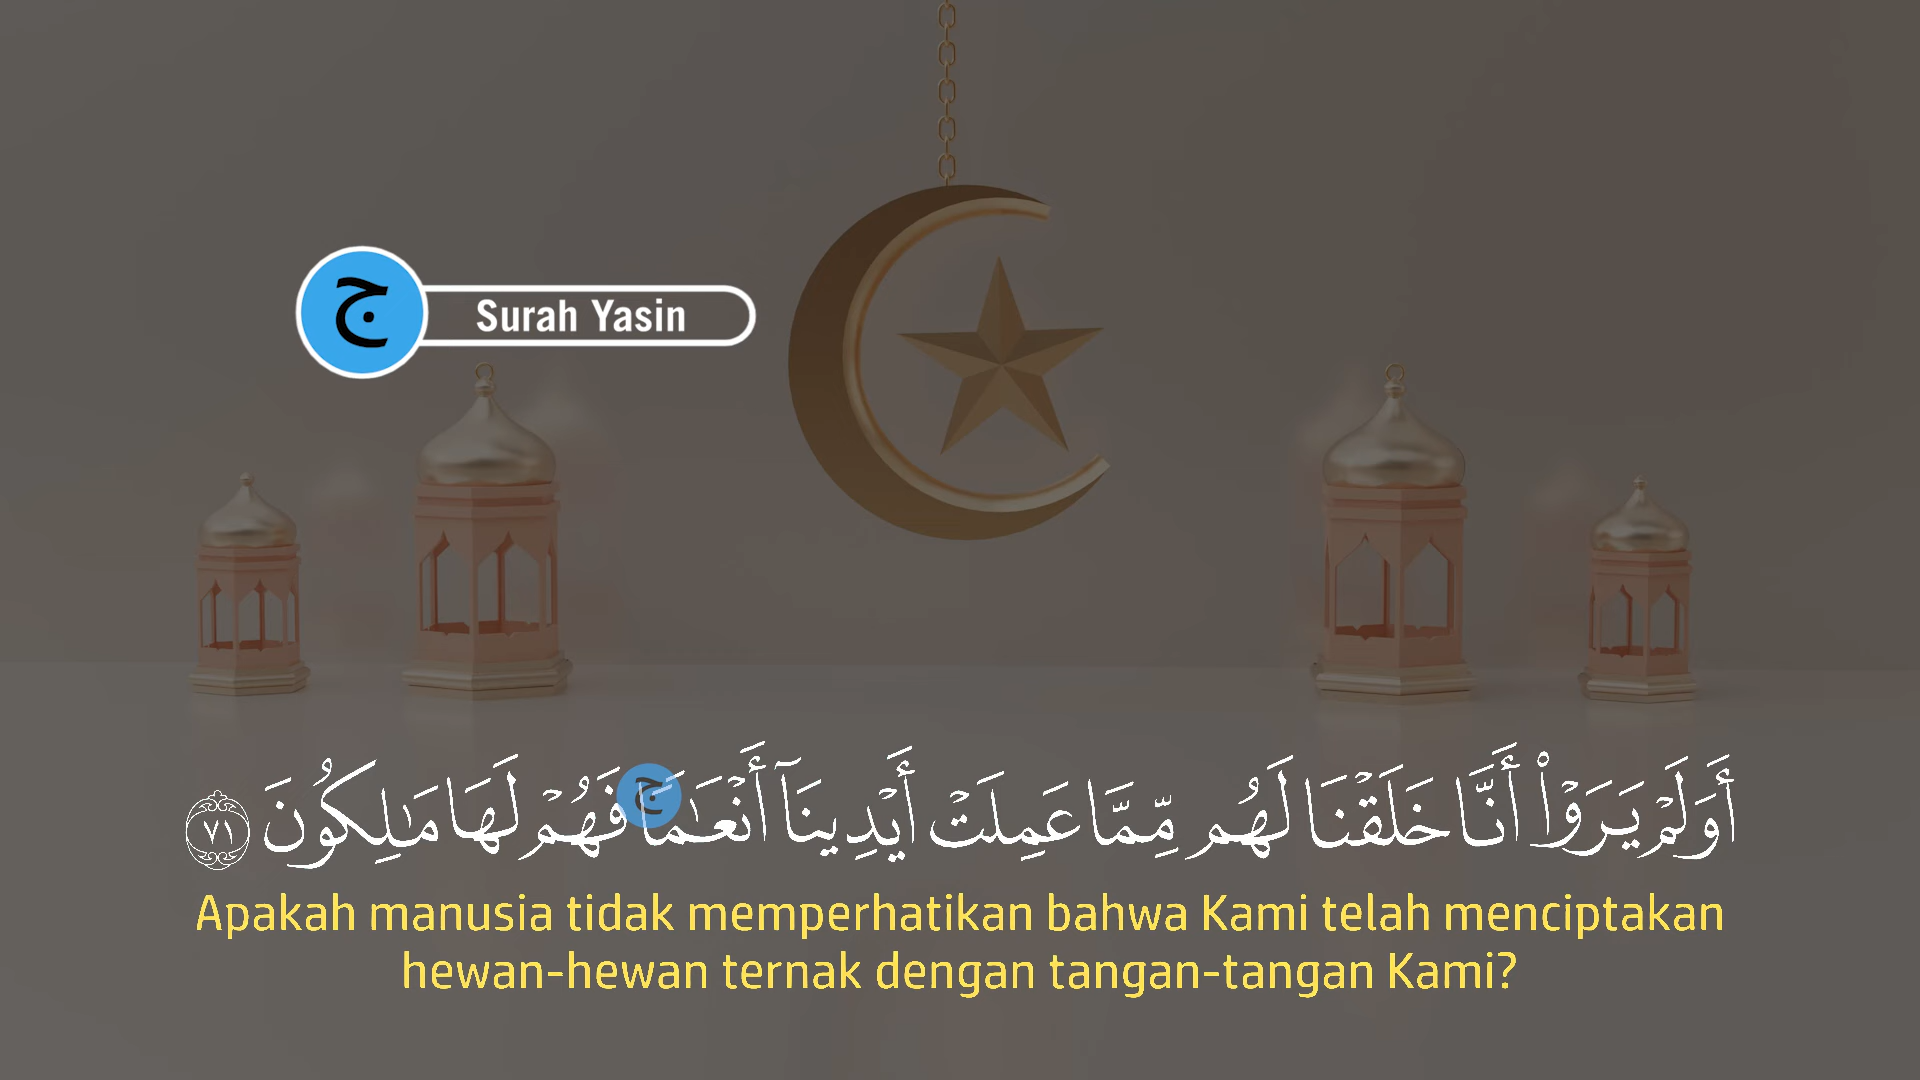 ج
Surah Yasin
أَوَلَمْ يَرَوْا۟ أَنَّا خَلَقْنَا لَهُم مِّمَّا عَمِلَتْ أَيْدِينَآ أَنْعَـٰمًا فَهُمْ لَهَا مَـٰلِكُونَ ٧١
ج
Apakah manusia tidak memperhatikan bahwa Kami telah menciptakan
hewan-hewan ternak dengan tangan-tangan Kami?